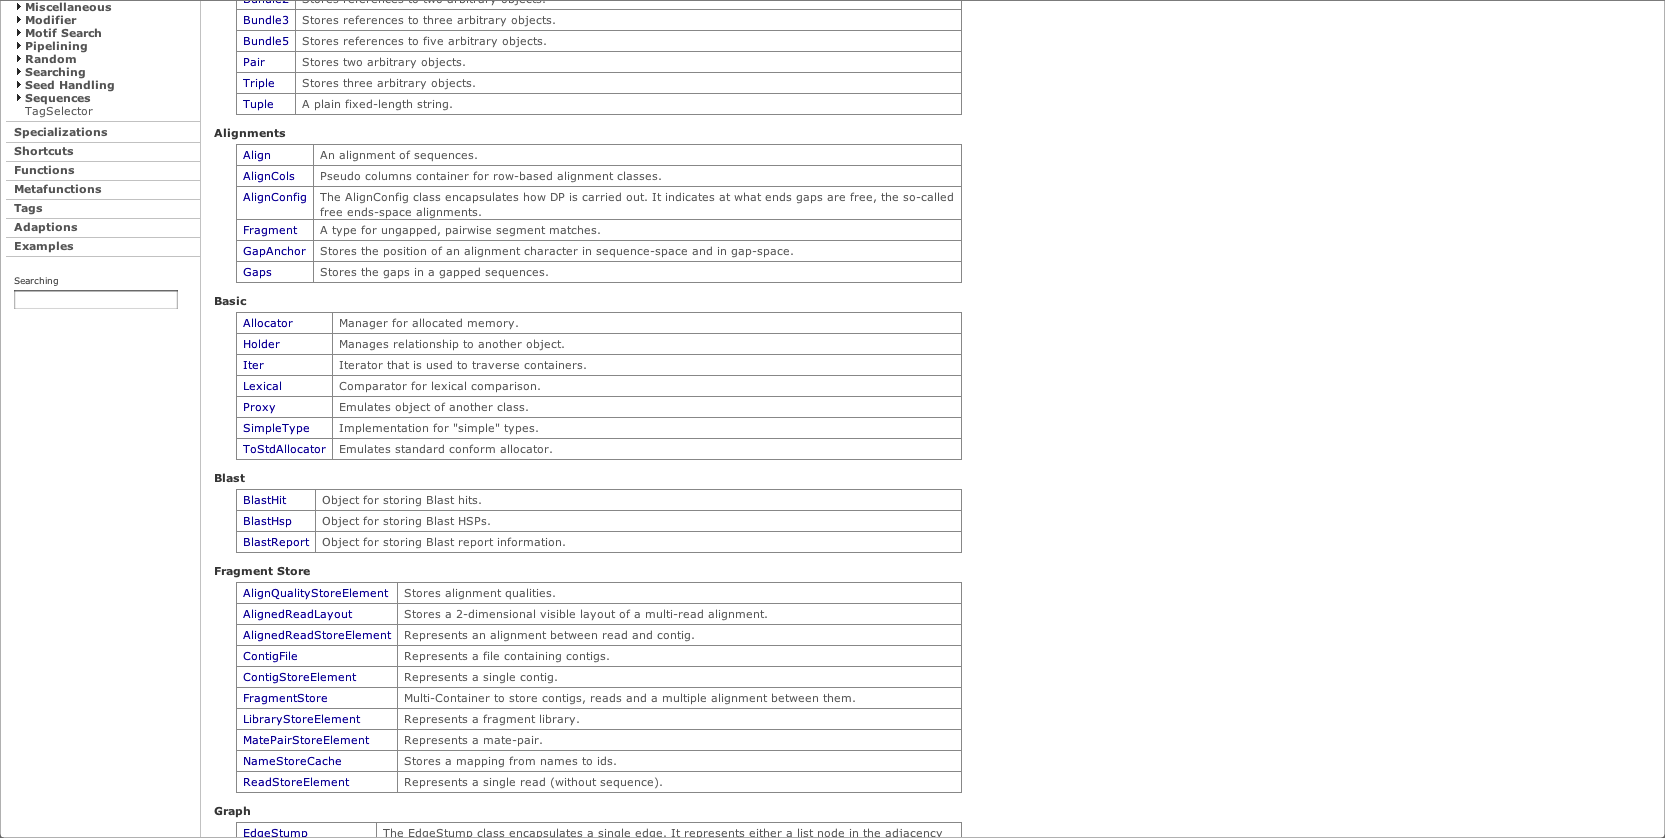 Miscellaneous
Modifier
Motif Search
Pipelining
Random
Searching
Seed Handling
Sequences
TagSelector
Specializations
Shortcuts
Functions
Metafunctions
Tags
Adaptions
Examples
Searching
Bundle2 Stores references to two arbitrary objects.
Bundle3 Stores references to three arbitrary objects.
Bundle5 Stores references to five arbitrary objects.
Pair Stores two arbitrary objects.
Triple Stores three arbitrary objects.
Tuple A plain fixed-length string.
Alignments
Align An alignment of sequences.
AlignCols Pseudo columns container for row-based alignment classes.
AlignConfig The AlignConfig class encapsulates how DP is carried out. It indicates at what ends gaps are free, the so-called
free ends-space alignments.
Fragment A type for ungapped, pairwise segment matches.
GapAnchor Stores the position of an alignment character in sequence-space and in gap-space.
Gaps Stores the gaps in a gapped sequences.
Basic
Allocator Manager for allocated memory.
Holder Manages relationship to another object.
Iter Iterator that is used to traverse containers.
Lexical Comparator for lexical comparison.
Proxy Emulates object of another class.
SimpleType Implementation for "simple" types.
ToStdAllocator Emulates standard conform allocator.
Blast
BlastHit Object for storing Blast hits.
BlastHsp Object for storing Blast HSPs.
BlastReport Object for storing Blast report information.
Fragment Store
AlignQualityStoreElement Stores alignment qualities.
AlignedReadLayout Stores a 2-dimensional visible layout of a multi-read alignment.
AlignedReadStoreElement Represents an alignment between read and contig.
ContigFile Represents a file containing contigs.
ContigStoreElement Represents a single contig.
FragmentStore Multi-Container to store contigs, reads and a multiple alignment between them.
LibraryStoreElement Represents a fragment library.
MatePairStoreElement Represents a mate-pair.
NameStoreCache Stores a mapping from names to ids.
ReadStoreElement Represents a single read (without sequence).
Graph
EdgeStump The EdgeStump class encapsulates a single edge. It represents either a list node in the adjacency